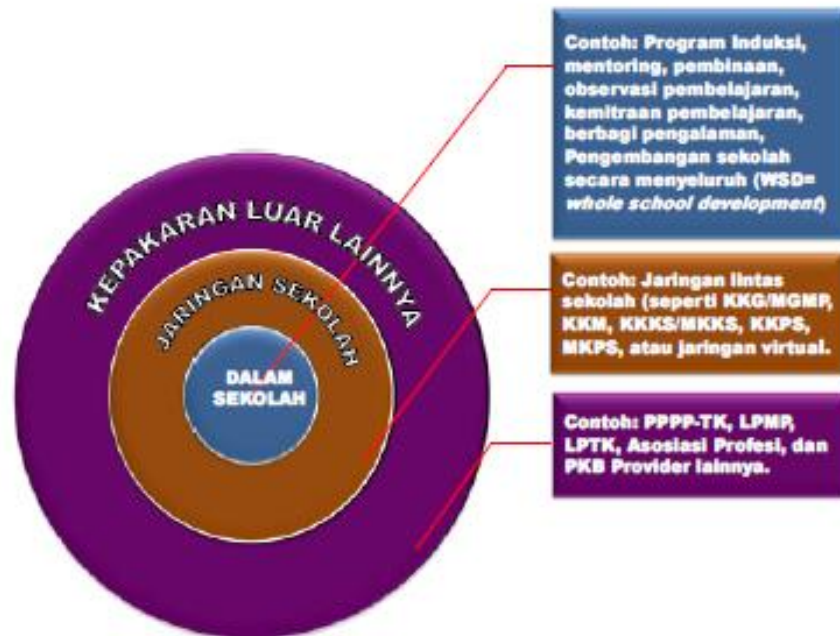 KEPAKARAN LUAR LAINNYA
JARINGAN SEKOLAH
DALAM
SEKOLAH
Contoh: Program Induksi,
mentoring, pembinaan,
observasi pembelajaran,
kemitraan pembelajaran,
berbagi pengalaman,
Pengembangan sekolah
secara menyeluruh (WSD=
whole school development)
Contoh: Jaringan lintas
sekolah (seperti KKG/MGMP,
KKM, KKKS/MKKS, KKPS,
MKPS, atau jaringan virtual.
Contoh: PPPP-TK, LPMP,
LPTK, Asosiasi Profesi, dan
PKB Provider lainnya.